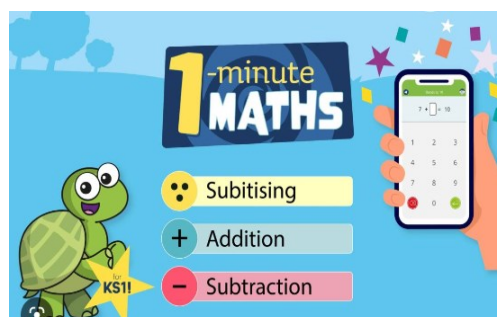 1-minute
MATHS
7 + = 10
1 2 3
4 5 6
7 8 9
0
Subitising
+ Addition
- Subtraction
for
KS1!